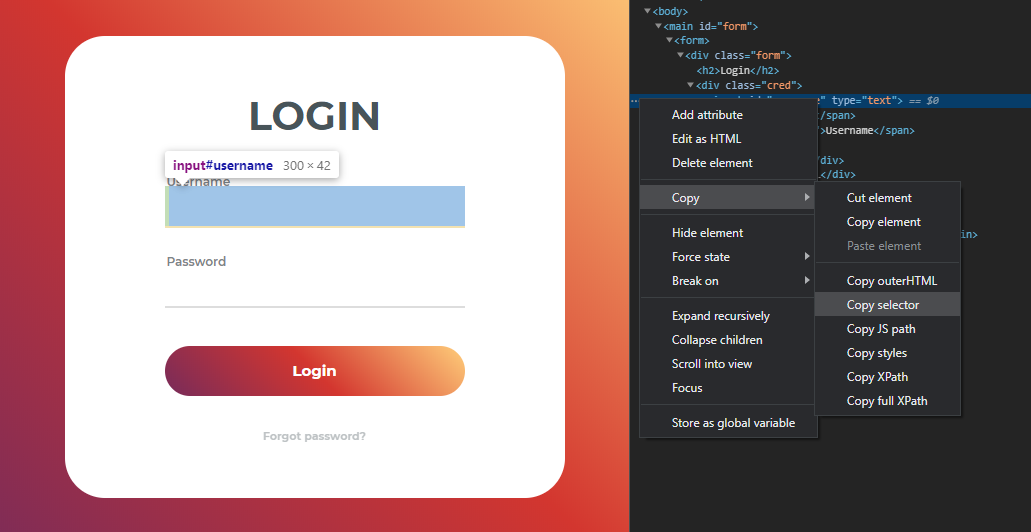 LOGIN
input#username 300 × 42
Username
Password
Login
Forgot password?
<body>
<main id="form">
<form>
<div class="form">
<h2>Login</h2>
<div class="cred">
" type="text"> == $0
</span>
>Username</span>
</div>
</div>
in>
Add attribute
Edit as HTML
Delete element
Copy
Hide element
Force state
Break on
Expand recursively
Collapse children
Scroll into view
Focus
Store as global variable
Cut element
Copy element
Paste element
Copy outerHTML
Copy selector
Copy JS path
Copy styles
Copy XPath
Copy full XPath